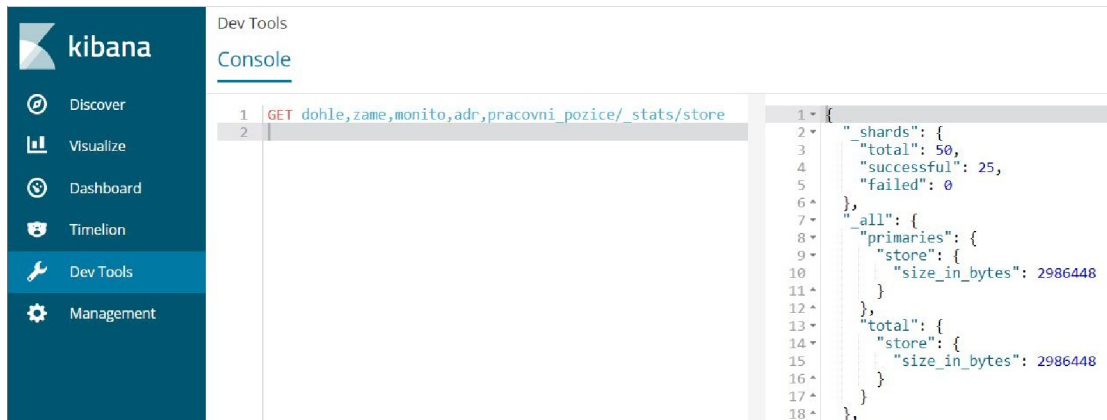 kibana
Discover
Visualize
Dashboard
Timelion
Dev Tools
Management
Dev Tools
Console
1 GET dohle,zame,monito,adr,pracovni_pozice/_stats/store
2
1 {
2 "_shards": {
3 "total": 50,
4 "successful": 25,
5 "failed": 0
6 },
7 "_all": {
8 "primaries": {
9 "store": {
10 "size_in_bytes": 2986448
11 }
12 },
13 "total": {
14 "store": {
15 "size_in_bytes": 2986448
16 }
17 }
18 },